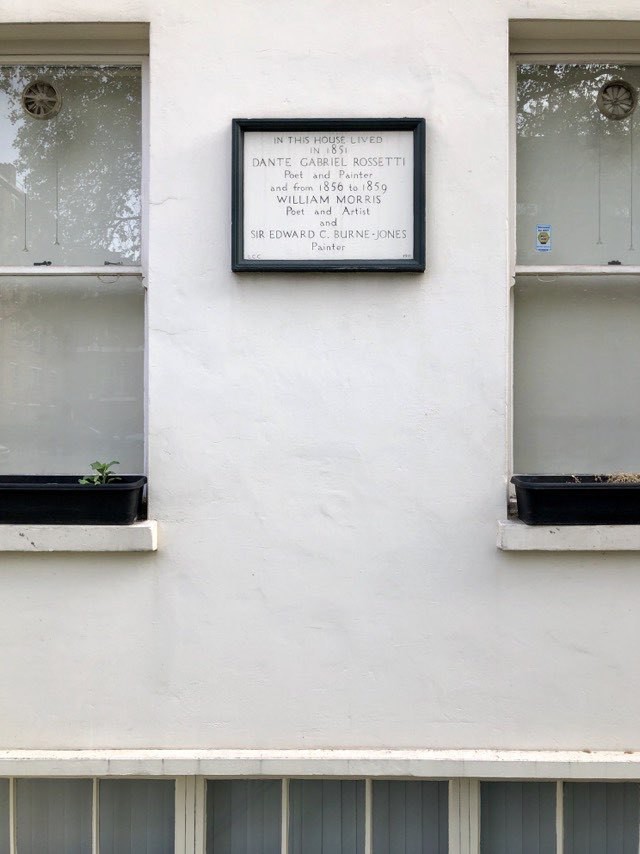 IN THIS HOUSE LIVED
IN 1851
DANTE GABRIEL ROSSETTI
Poet and Painter
and from 1856 to 1859
WILLIAM MORRIS
Poet and Artist
and
SIR EDWARD C. BURNE-JONES
Painter
L.C.C.